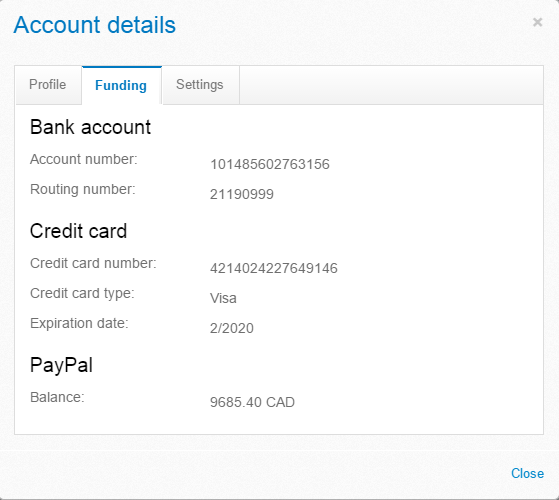 Account details ×
Profile Funding Settings
Bank account
Account number: 101485602763156
Routing number: 21190999
Credit card
Credit card number: 4214024227649146
Credit card type: Visa
Expiration date: 2/2020
PayPal
Balance: 9685.40 CAD
Close